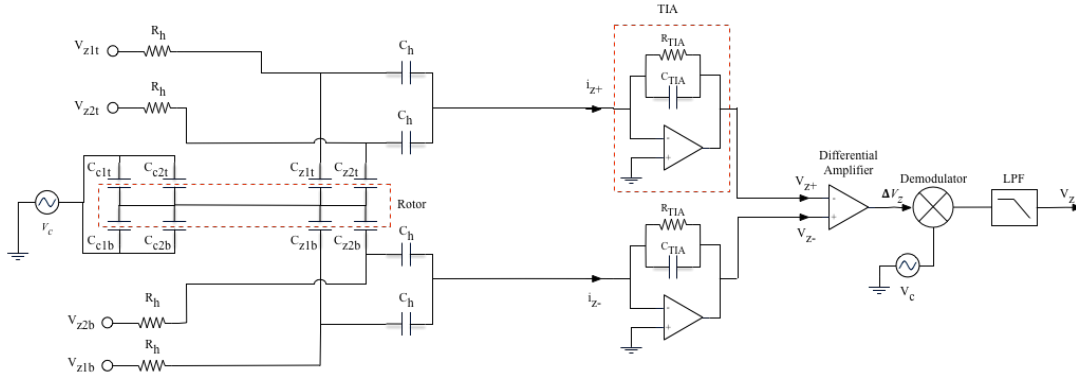 TIA
R_h
V_z1t
C_h
R_TIA
i_z+
C_TIA
R_h
V_z2t
C_h
-
+
Differential
Amplifier
C_c1t
C_c2t
C_z1t
C_z2t
Demodulator
LPF
V_z+
ΔV_z
V_z
-
+
Rotor
V_c
V_z-
R_TIA
C_c1b
C_c2b
C_z1b
C_z2b
C_h
C_TIA
V_c
R_h
C_h
i_z-
-
+
V_z2b
R_h
V_z1b